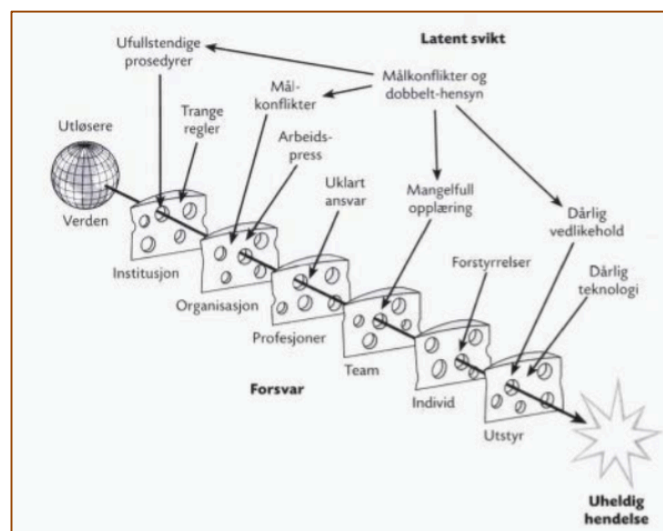 Latent svikt
Ufullstendige
prosedyrer
Målkonflikter og
dobbelt-hensyn
Mål-
konflikter
Trange
regler
Utløsere
Arbeids-
press
Verden
Uklart
ansvar
Mangelfull
opplæring
Dårlig
vedlikehold
Forstyrrelser
Dårlig
teknologi
Institusjon
Organisasjon
Profesjoner
Team
Forsvar
Individ
Utstyr
Uheldig
hendelse